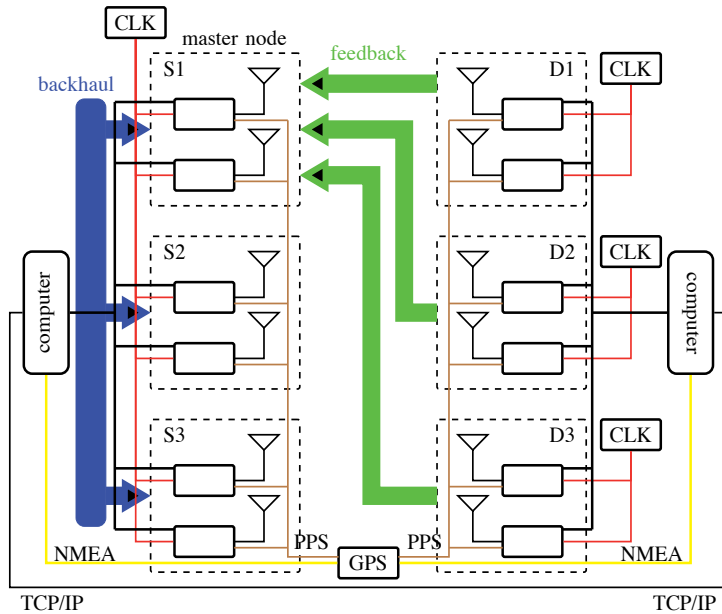 CLK
master node
feedback
backhaul
S1
D1
CLK
S2
D2
CLK
computer
computer
S3
D3
CLK
NMEA
PPS
GPS
PPS
NMEA
TCP/IP
TCP/IP